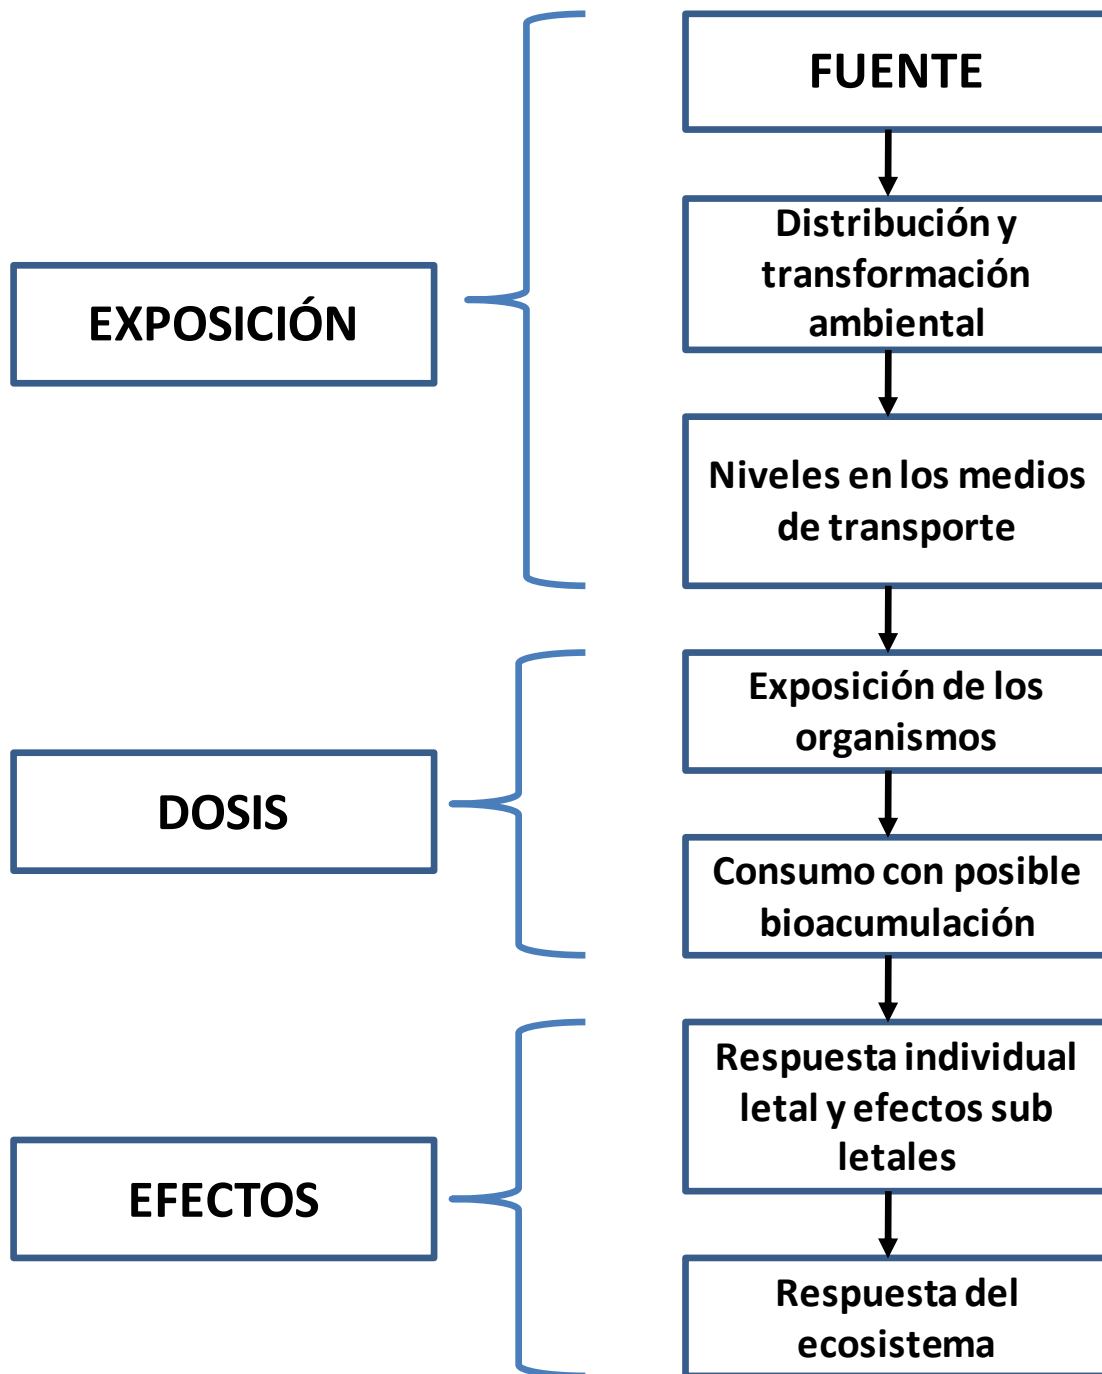 FUENTE
Distribución y
transformación
ambiental
EXPOSICIÓN
Niveles en los medios
de transporte
Exposición de los
organismos
DOSIS
Consumo con posible
bioacumulación
Respuesta individual
letal y efectos sub
letales
EFECTOS
Respuesta del
ecosistema